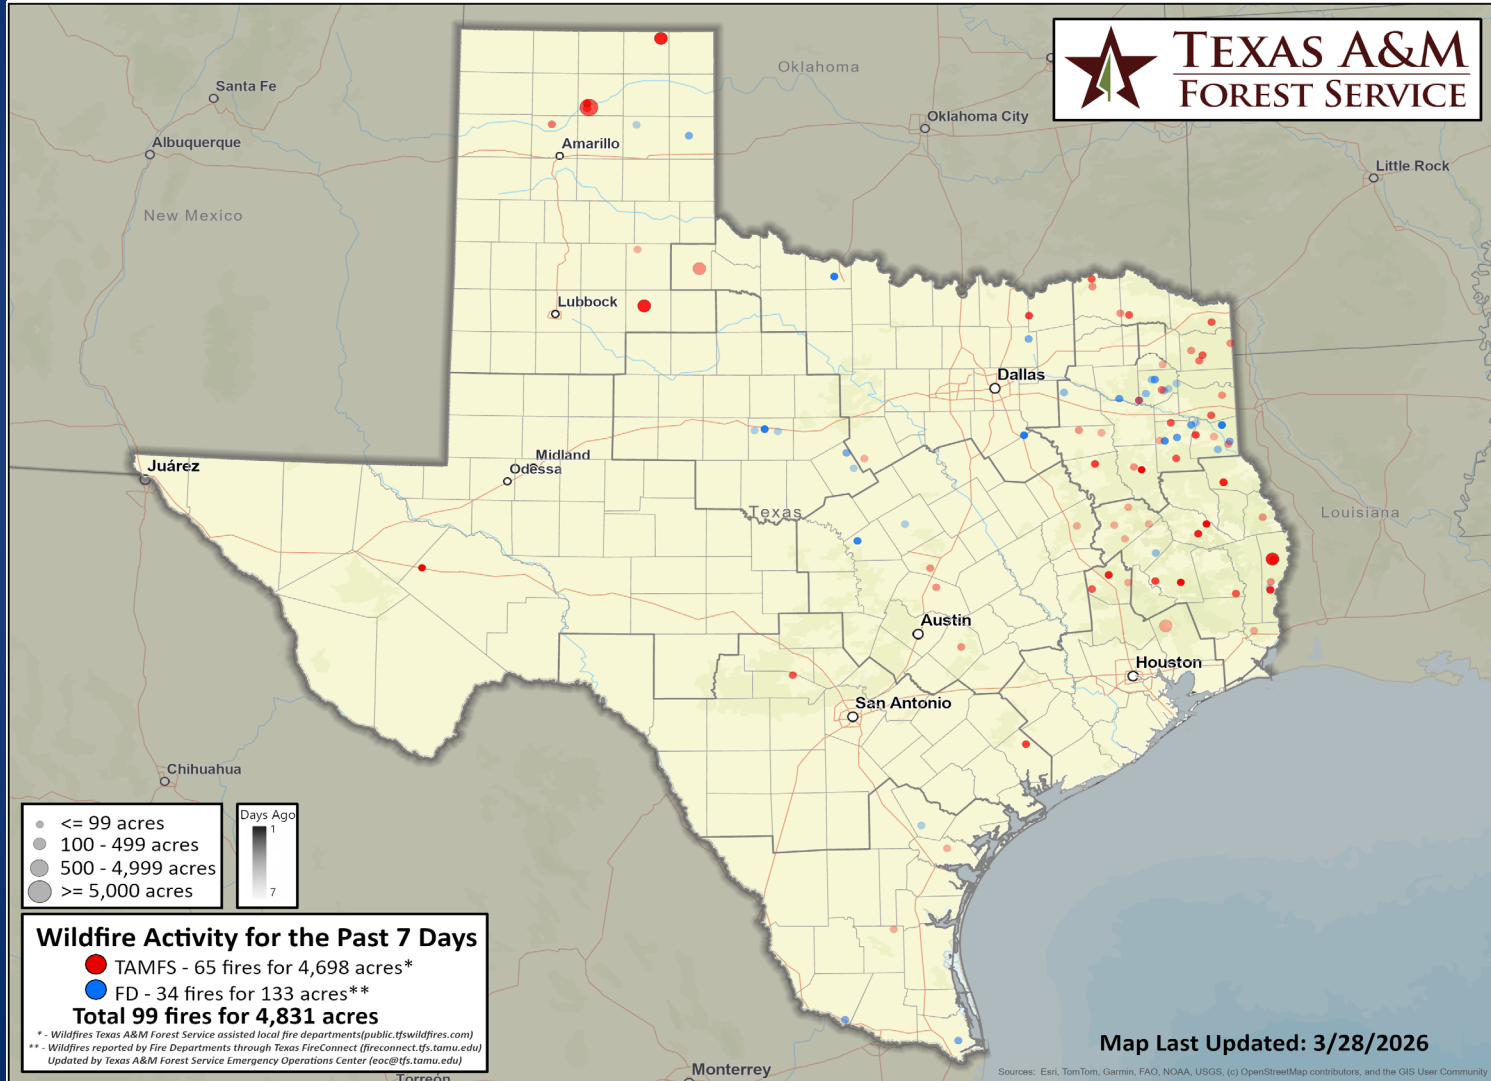 TEXAS A&M
FOREST SERVICE
Oklahoma
Santa Fe
Oklahoma City
Albuquerque
Amarillo
Little Rock
New Mexico
Lubbock
Dallas
Juárez
Midland
Odessa
Texas
Louisiana
Austin
Houston
San Antonio
Chihuahua
<= 99 acres
100 - 499 acres
500 - 4,999 acres
>= 5,000 acres
Days Ago
1
7
Wildfire Activity for the Past 7 Days
TAMFS - 65 fires for 4,698 acres*
FD - 34 fires for 133 acres**
Total 99 fires for 4,831 acres
* - Wildfires Texas A&M Forest Service assisted local fire departments(public.tfswildfires.com)
** - Wildfires reported by Fire Departments through Texas FireConnect (fireconnect.tfs.tamu.edu)
Updated by Texas A&M Forest Service Emergency Operations Center (eoc@tfs.tamu.edu)
Map Last Updated: 3/28/2026
Monterrey
Sources: Esri, TomTom, Garmin, FAO, NOAA, USGS, (c) OpenStreetMap contributors, and the GIS User Community
Torreón